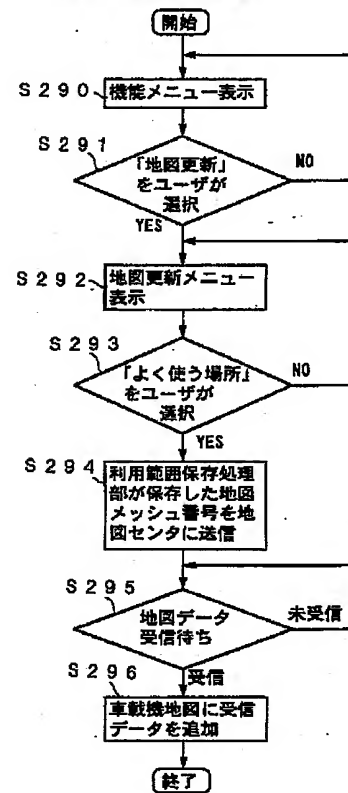 開始
S290
機能メニュー表示
S291
「地図更新」
をユーザが
選択
NO
YES
S292
地図更新メニュー
表示
S293
「よく使う場所」
をユーザが
選択
NO
YES
S294
利用範囲保存処理
部が保存した地図
メッシュ番号を地
図センタに送信
S295
地図データ
受信待ち
未受信
受信
S296
車載機地図に受信
データを追加
終了